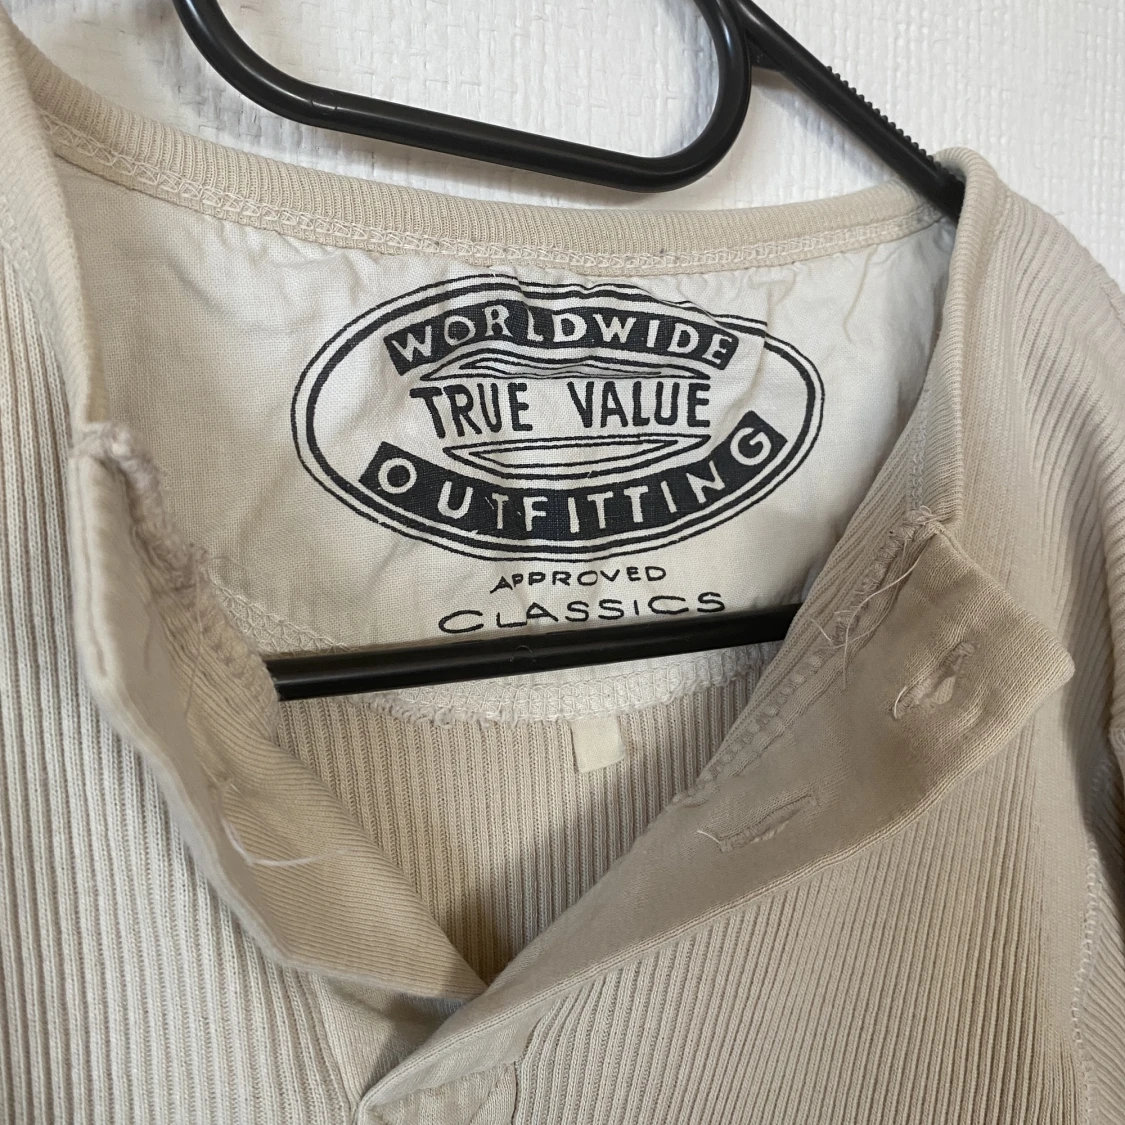 WORLDWIDE
TRUE VALUE
OUTFITTING
APPROVED
CLASSICS